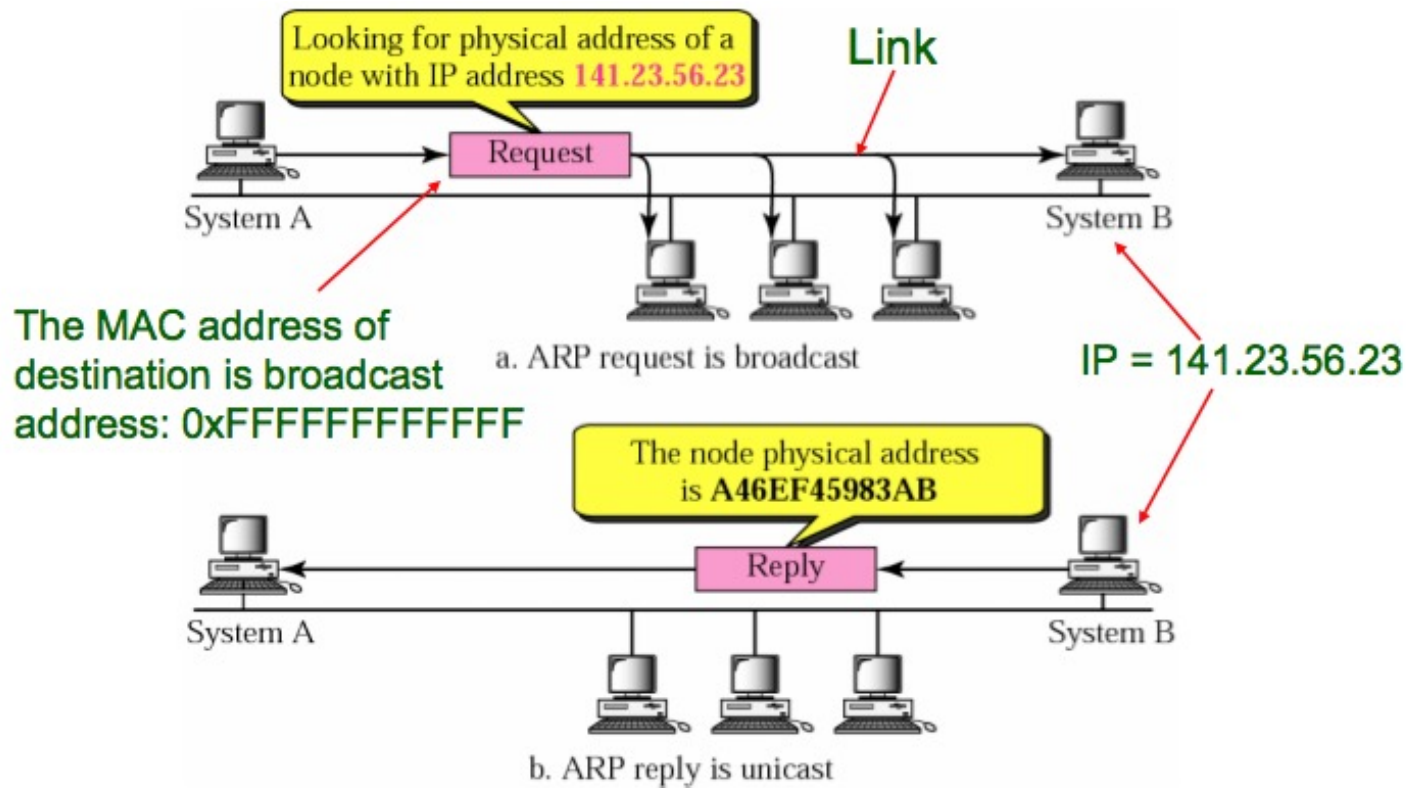 Looking for physical address of a
node with IP address 141.23.56.23
Link
Request
System A
System B
The MAC address of
destination is broadcast
address: 0xFFFFFFFFFFFF
a. ARP request is broadcast
IP = 141.23.56.23
The node physical address
is A46EF45983AB
Reply
System A
System B
b. ARP reply is unicast